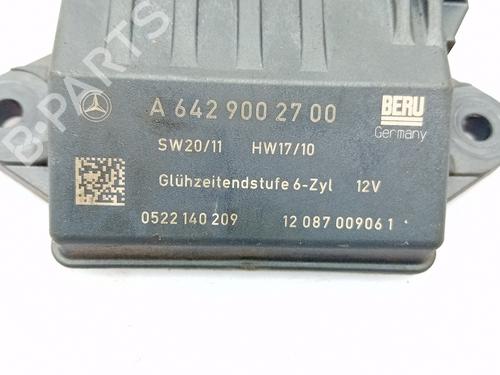 B-PARTS
A 642 900 27 00
BERU
Germany
SW20/11 HW17/10
Glühzeitendstufe 6-Zyl 12V
0522 140 209 12 087 00906 1